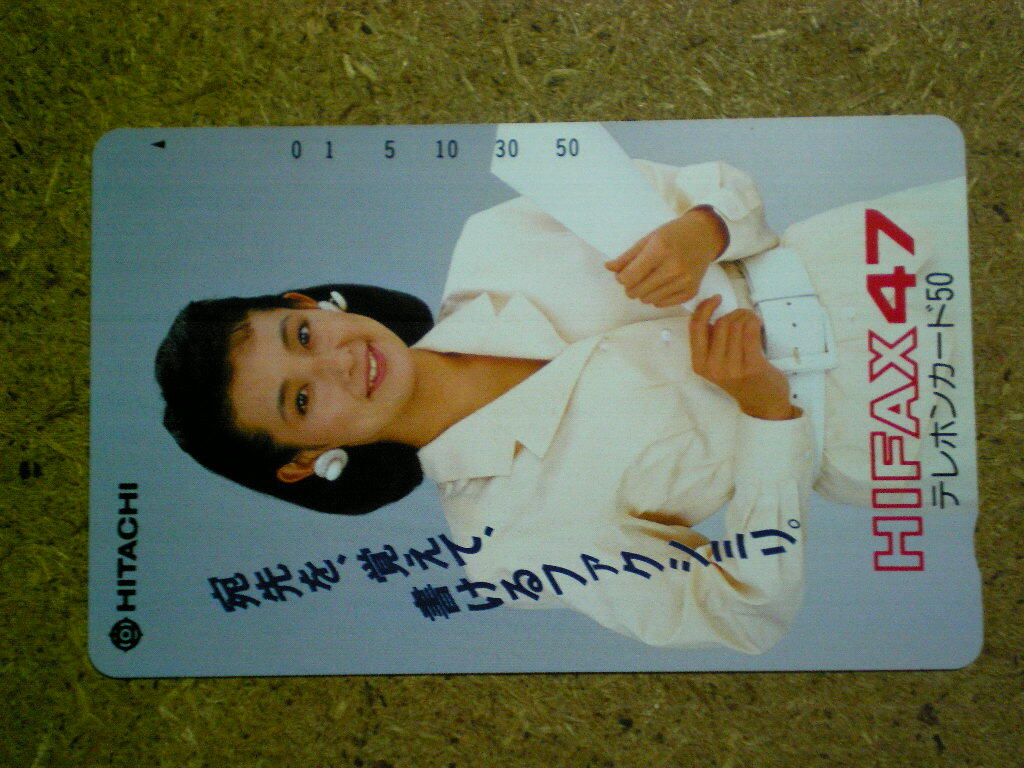 HITACHI
宛先を、覚えて、
書けるファクシミリ。
HIFAX47
テレホンカード50
0 1 5 10 30 50